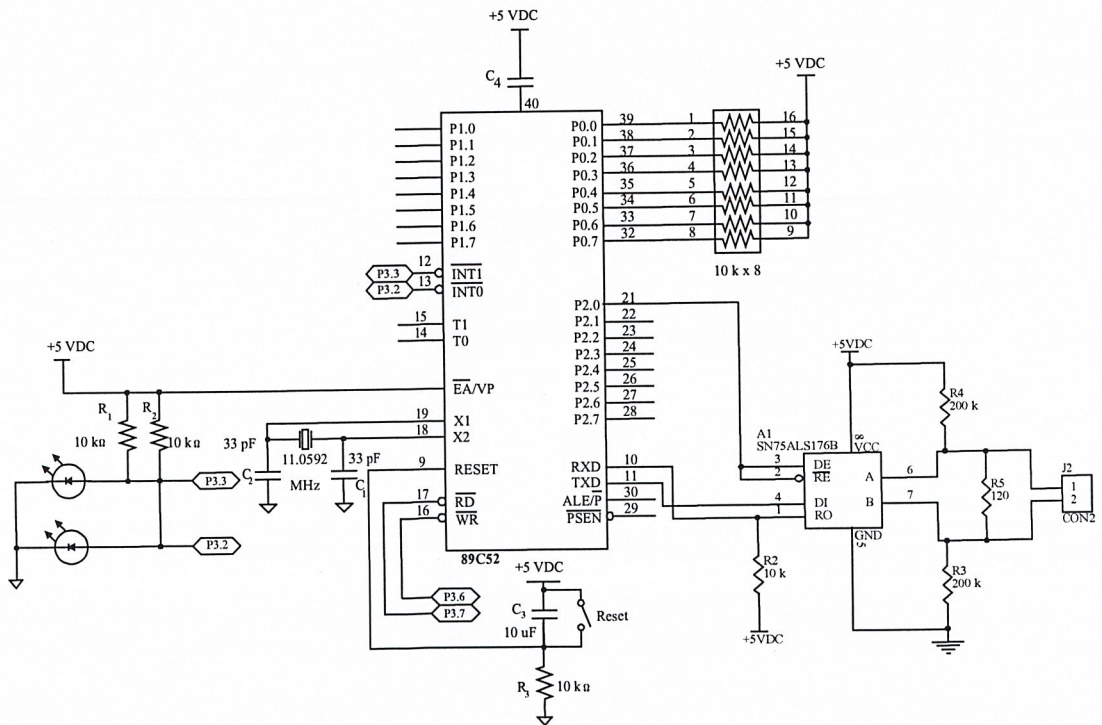 +5 VDC
C4
40
+5 VDC
P1.0
P1.1
P1.2
P1.3
P1.4
P1.5
P1.6
P1.7
P3.3
12
INT1
P3.2
13
INT0
15
T1
14
T0
EA/VP
19
X1
18
X2
9
RESET
17
RD
16
WR
89C52
P0.0
39
1
16
P0.1
38
2
15
P0.2
37
3
14
P0.3
36
4
13
P0.4
35
5
12
P0.5
34
6
11
P0.6
33
7
10
P0.7
32
8
9
10 k x 8
P2.0
21
P2.1
22
P2.2
23
P2.3
24
P2.4
25
P2.5
26
P2.6
27
P2.7
28
RXD
10
TXD
11
ALE/P
30
PSEN
29
+5 VDC
R1
10 kΩ
R2
10 kΩ
P3.3
P3.2
33 pF
C2
11.0592
MHz
33 pF
C1
P3.6
P3.7
+5 VDC
C3
10 uF
Reset
R3
10 kΩ
+5VDC
R4
200 k
A1
SN75ALS176B
8
VCC
3
DE
2
RE
4
DI
1
RO
A
6
B
7
GND
5
R5
120
J2
1
2
CON2
R2
10 k
+5VDC
R3
200 k